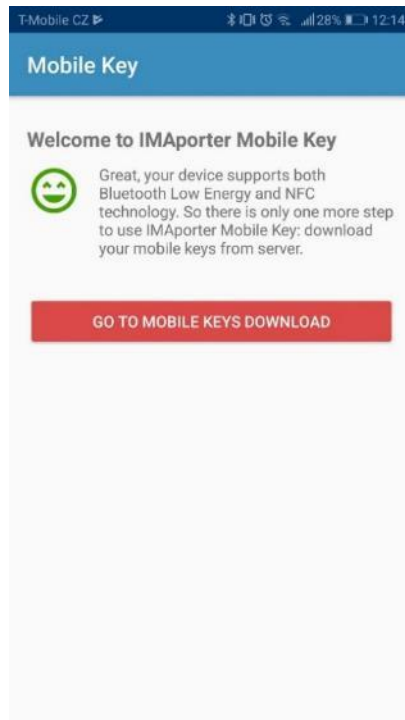 T-Mobile CZ 28% 12:14
Mobile Key
Welcome to IMAporter Mobile Key
Great, your device supports both
Bluetooth Low Energy and NFC
technology. So there is only one more step
to use IMAporter Mobile Key: download
your mobile keys from server.
GO TO MOBILE KEYS DOWNLOAD